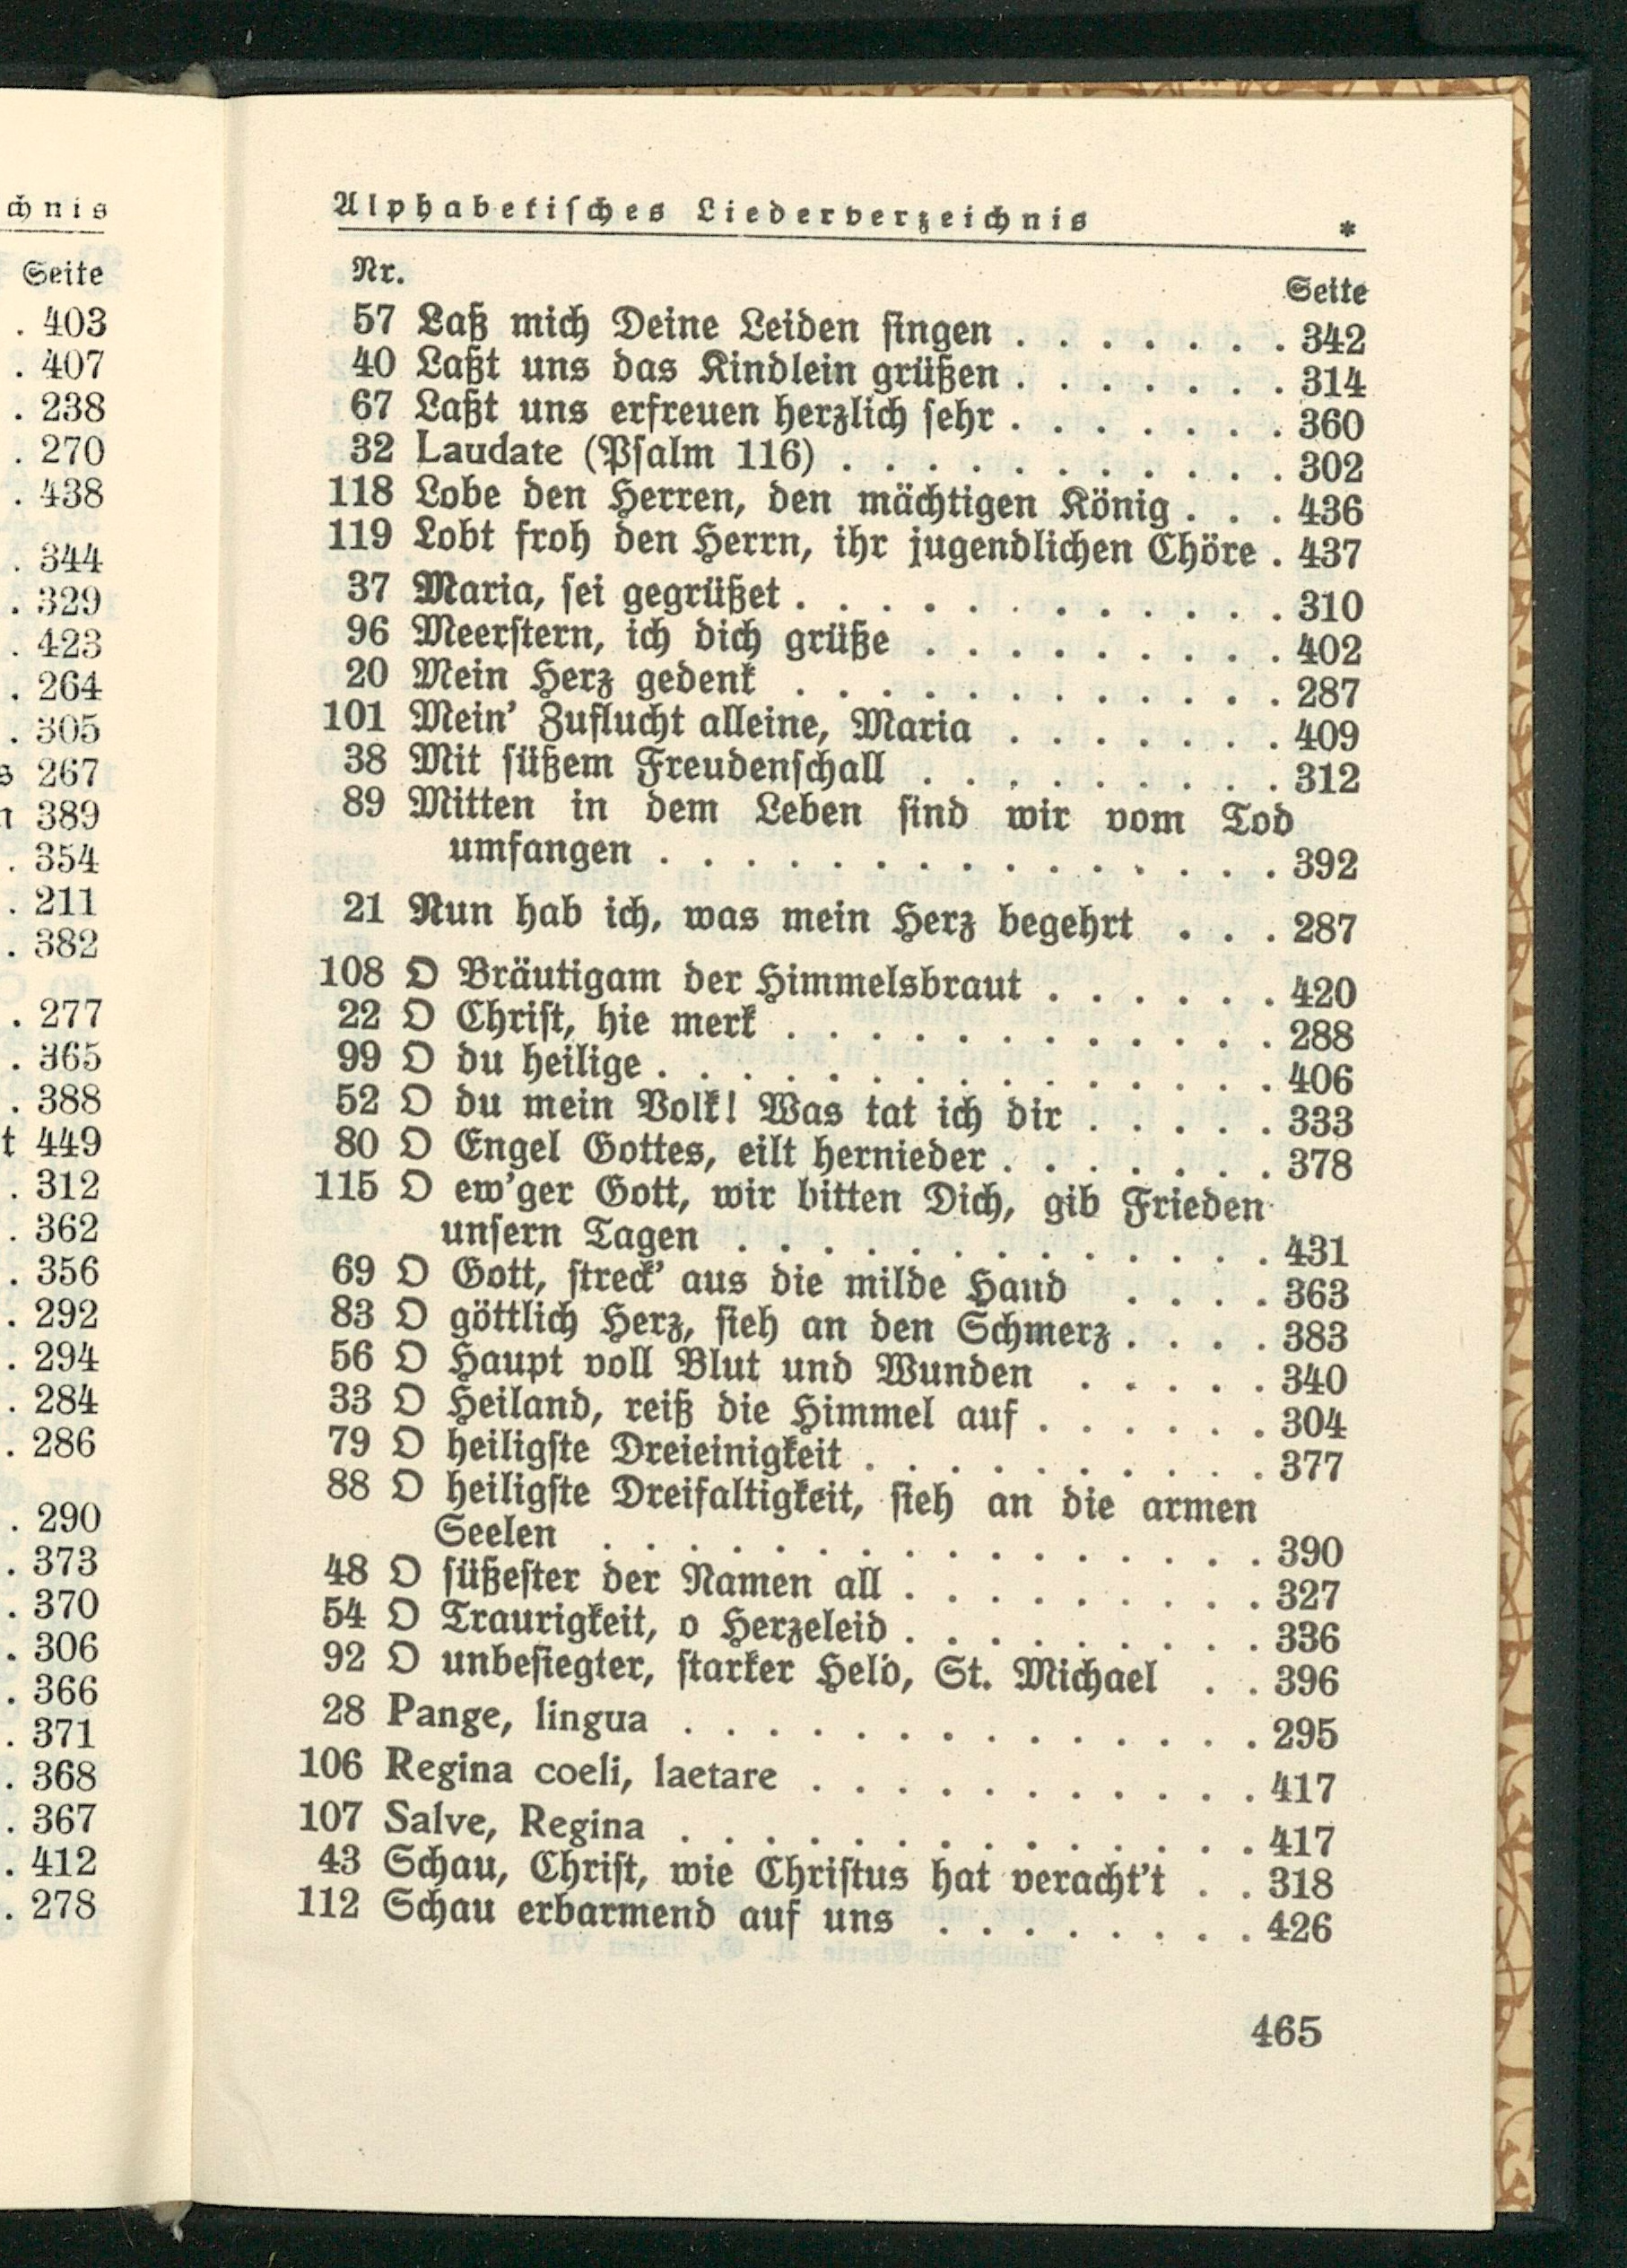 chnis
Seite
. 403
. 407
. 238
. 270
. 438
. 344
. 329
. 423
. 264
. 305
s 267
n 389
. 354
. 211
. 382
. 277
. 365
. 388
t 449
. 312
. 362
. 356
. 292
. 294
. 284
. 286
. 290
. 373
. 370
. 306
. 366
. 371
. 368
. 367
. 412
. 278
Alphabetisches Liederverzeichnis *
Nr. Seite
57 Laß mich Deine Leiden singen . . . . . . . 342
40 Laßt uns das Kindlein grüßen . . . . . . . 314
67 Laßt uns erfreuen herzlich sehr . . . . . . . 360
32 Laudate (Psalm 116) . . . . . . . . . . . 302
118 Lobe den Herren, den mächtigen König . . . 436
119 Lobt froh den Herrn, ihr jugendlichen Chöre . 437
37 Maria, sei gegrüßet . . . . . . . . . . . . 310
96 Meerstern, ich dich grüße . . . . . . . . . 402
20 Mein Herz gedenk . . . . . . . . . . . . 287
101 Mein' Zuflucht alleine, Maria . . . . . . . 409
38 Mit süßem Freudenschall . . . . . . . . . 312
89 Mitten in dem Leben sind wir vom Tod
umfangen . . . . . . . . . . . . . . . 392
21 Nun hab ich, was mein Herz begehrt . . . 287
108 O Bräutigam der Himmelsbraut . . . . . . 420
22 O Christ, hie merk . . . . . . . . . . . . 288
99 O du heilige . . . . . . . . . . . . . . . 406
52 O du mein Volk! Was tat ich dir . . . . . 333
80 O Engel Gottes, eilt hernieder . . . . . . . 378
115 O ew'ger Gott, wir bitten Dich, gib Frieden
unsern Tagen . . . . . . . . . . . . . 431
69 O Gott, streck' aus die milde Hand . . . . 363
83 O göttlich Herz, sieh an den Schmerz . . . . 383
56 O Haupt voll Blut und Wunden . . . . . 340
33 O Heiland, reiß die Himmel auf . . . . . . 304
79 O heiligste Dreieinigkeit . . . . . . . . . . 377
88 O heiligste Dreifaltigkeit, sieh an die armen
Seelen . . . . . . . . . . . . . . . . 390
48 O süßester der Namen all . . . . . . . . . 327
54 O Traurigkeit, o Herzeleid . . . . . . . . . 336
92 O unbesiegter, starker Held, St. Michael . . 396
28 Pange, lingua . . . . . . . . . . . . . . 295
106 Regina coeli, laetare . . . . . . . . . . . 417
107 Salve, Regina . . . . . . . . . . . . . . 417
43 Schau, Christ, wie Christus hat veracht't . . 318
112 Schau erbarmend auf uns . . . . . . . . 426
465